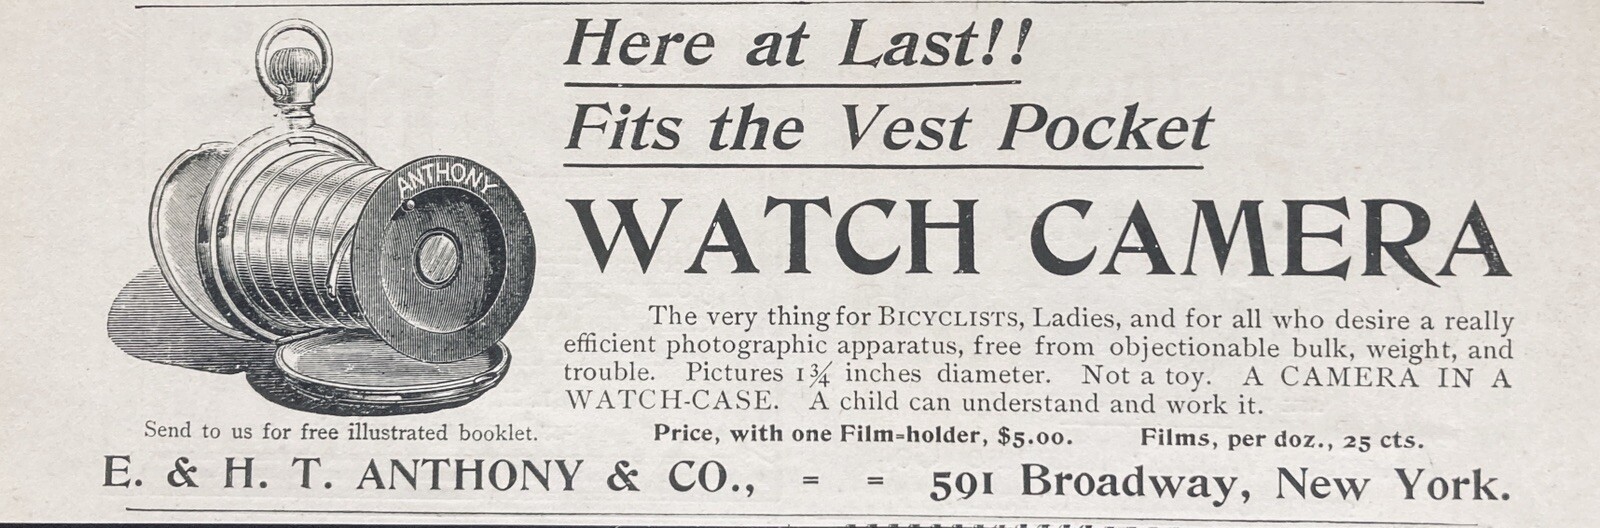 Here at Last!!
Fits the Vest Pocket
WATCH CAMERA
ANTHONY
The very thing for BICYCLISTS, Ladies, and for all who desire a really
efficient photographic apparatus, free from objectionable bulk, weight, and
trouble. Pictures 1¾ inches diameter. Not a toy. A CAMERA IN A
WATCH-CASE. A child can understand and work it.
Send to us for free illustrated booklet.
Price, with one Film=holder, $5.00. Films, per doz., 25 cts.
E. & H. T. ANTHONY & CO., = = 591 Broadway, New York.